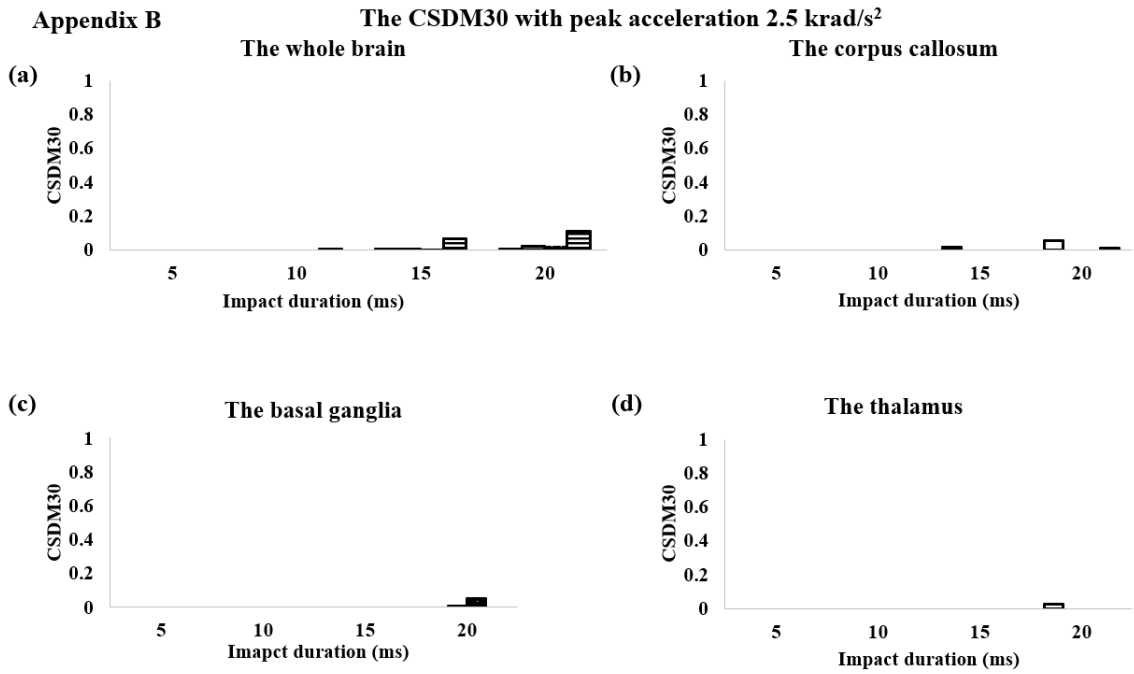 Appendix B
The CSDM30 with peak acceleration 2.5 krad/s²
(a)
The whole brain
CSDM30
1
0.8
0.6
0.4
0.2
0
5 10 15 20
Impact duration (ms)
(b)
The corpus callosum
CSDM30
1
0.8
0.6
0.4
0.2
0
5 10 15 20
Impact duration (ms)
(c)
The basal ganglia
CSDM30
1
0.8
0.6
0.4
0.2
0
5 10 15 20
Imapct duration (ms)
(d)
The thalamus
CSDM30
1
0.8
0.6
0.4
0.2
0
5 10 15 20
Impact duration (ms)